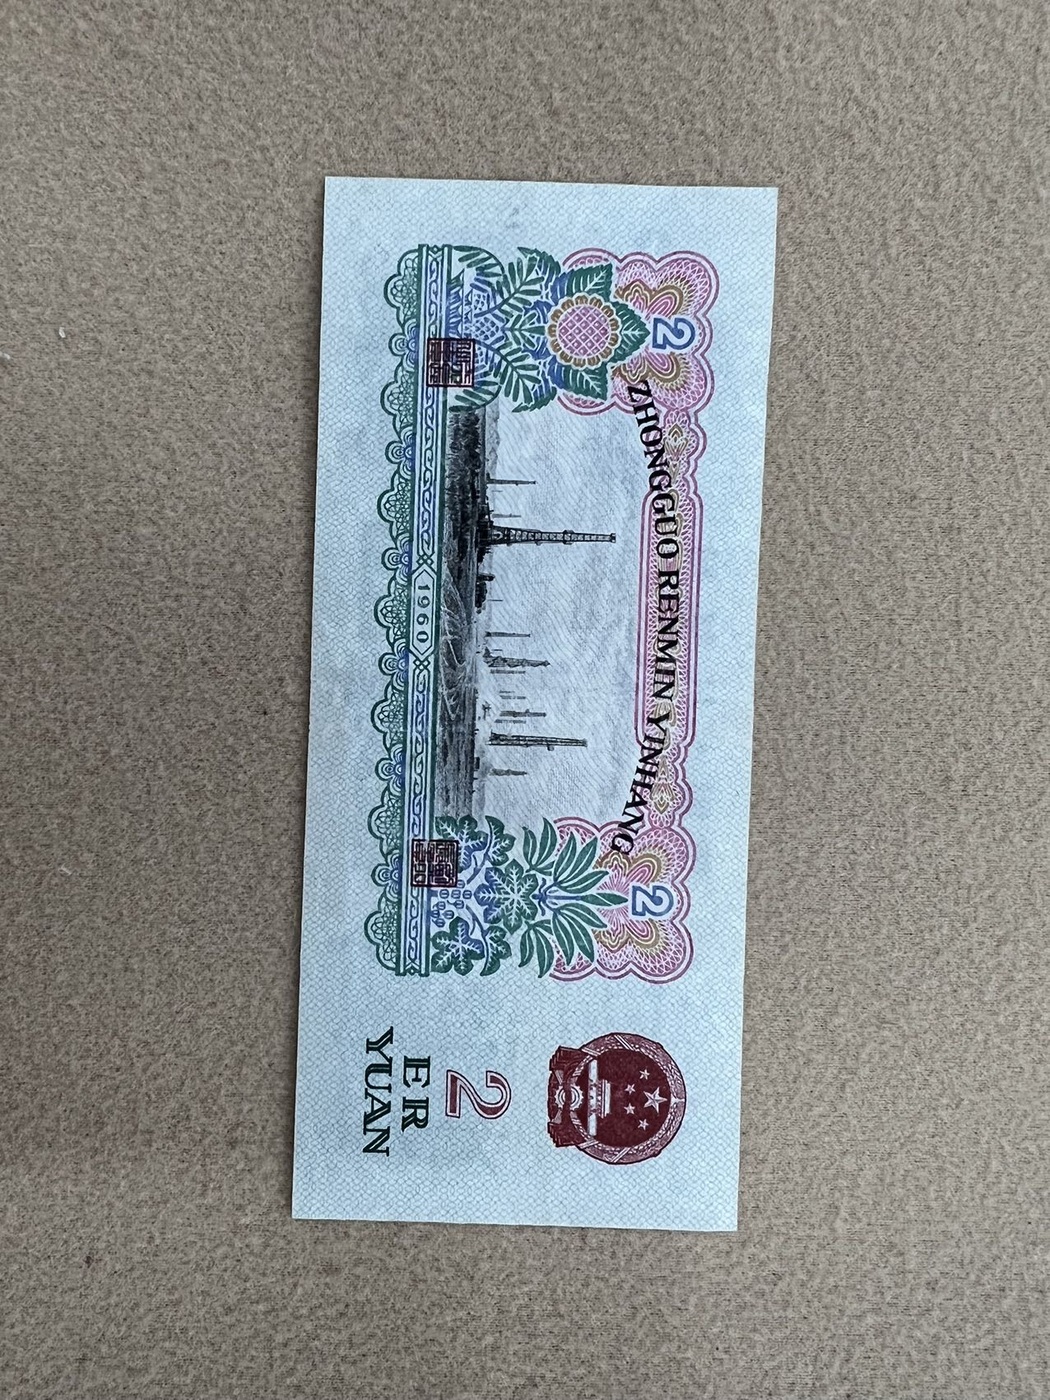 ZHONGGUO RENMIN YINHANG
2
2
1960
2
ER
YUAN